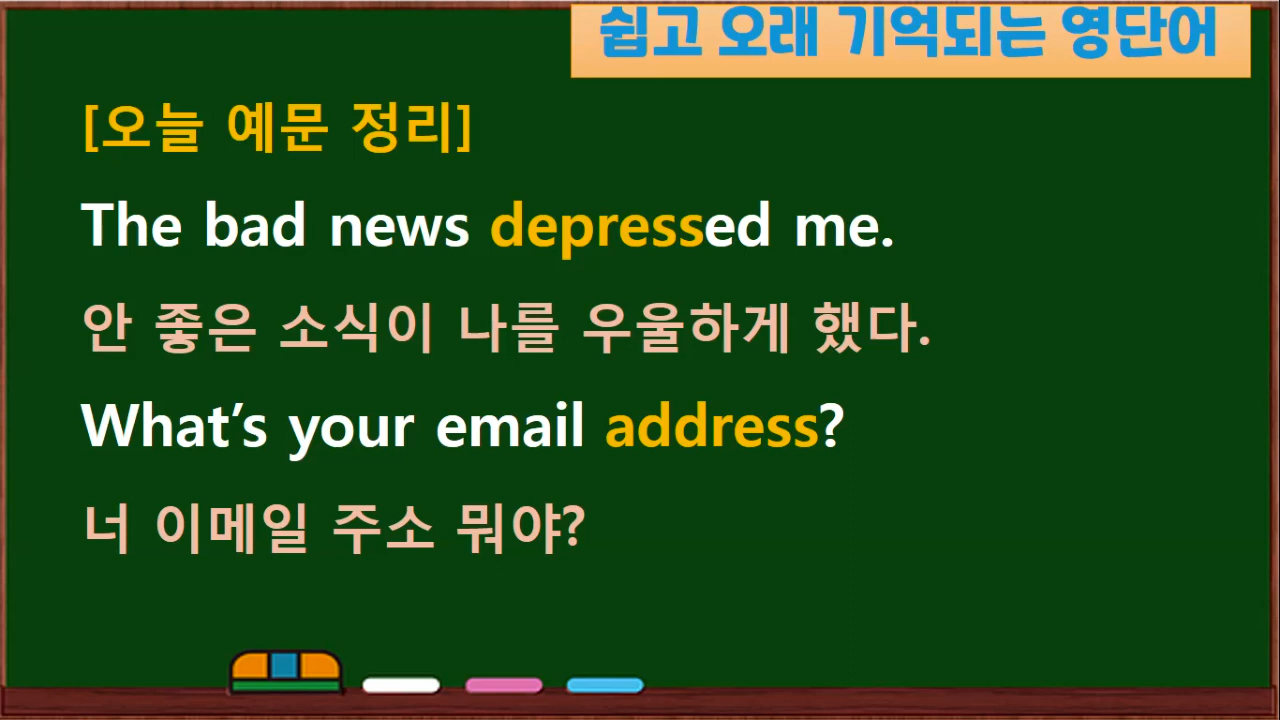 쉽고 오래 기억되는 영단어
[오늘 예문 정리]
The bad news depressed me.
안 좋은 소식이 나를 우울하게 했다.
What’s your email address?
너 이메일 주소 뭐야?